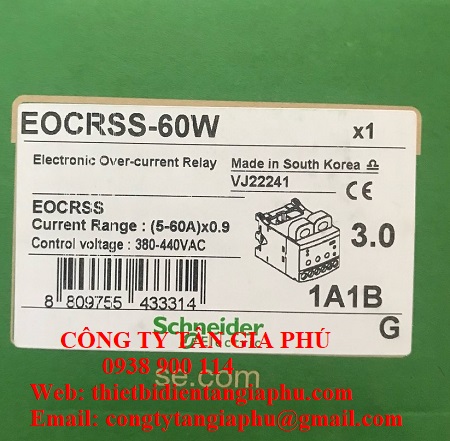 EOCRSS-60W x1
Electronic Over-current Relay
Made in South Korea
VJ22241
CE
EOCRSS
Current Range : (5-60A)x0.9
Control voltage : 380-440VAC
3.0
1A1B
8 809755 433314
G
Schneider
Electric
CÔNG TY TÂN GIA PHÚ
0938 900 114
se.com
Web: thietbidientangiaphu.com
Email: congtytangiaphu@gmail.com